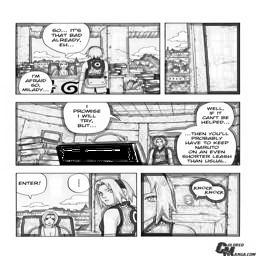 SO... IT'S
THAT BAD
ALREADY,
EH...
I'M
AFRAID
SO,
MILADY...
I
PROMISE
I WILL
TRY,
BUT...
WELL,
IF IT
CAN'T BE
HELPED...
...THEN YOU'LL
PROBABLY
HAVE TO KEEP
NARUTO
ON AN EVEN
SHORTER LEASH
THAN USUAL.
ENTER!
!
KNOCK
KNOCK
COLORED
MANGA.COM